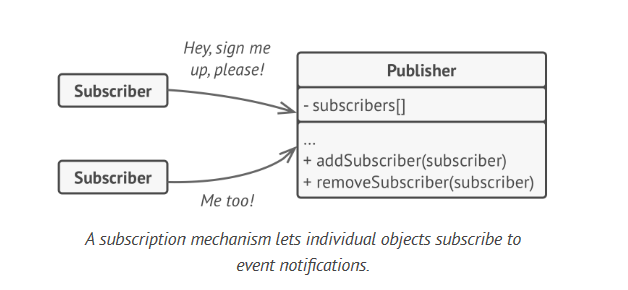 Hey, sign me
up, please!
Subscriber
Publisher
- subscribers[]
...
+ addSubscriber(subscriber)
+ removeSubscriber(subscriber)
Subscriber
Me too!
A subscription mechanism lets individual objects subscribe to
event notifications.